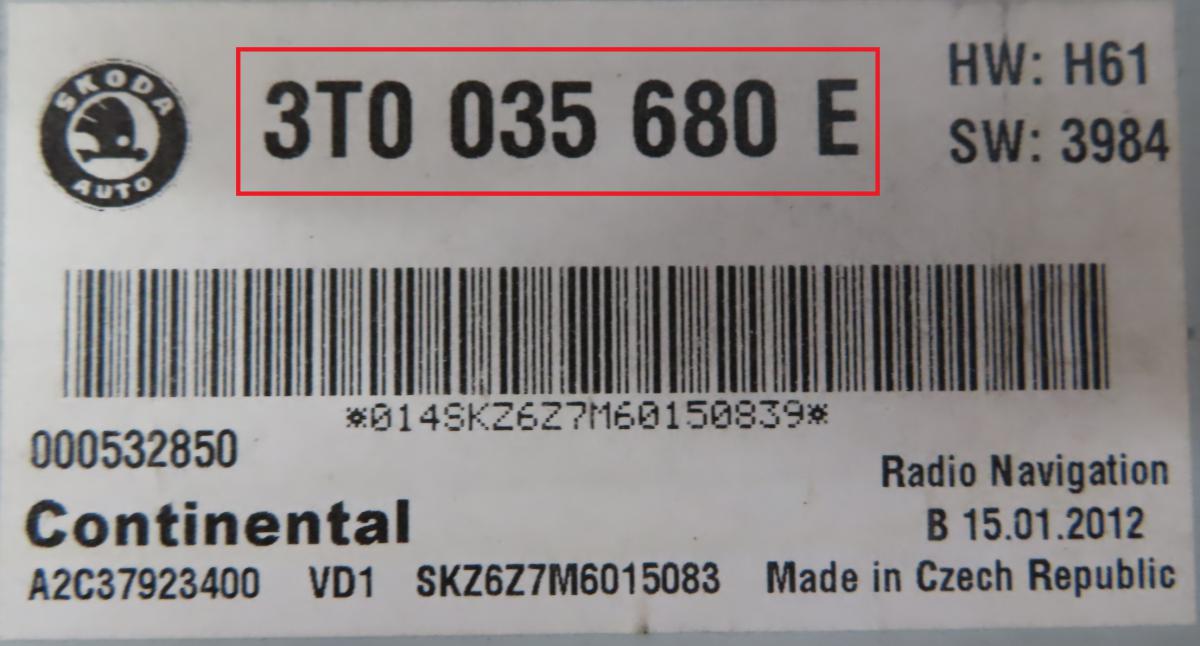 SKODA
AUTO
3T0 035 680 E
HW: H61
SW: 3984
*014SKZ6Z7M60150839*
000532850
Continental
Radio Navigation
B 15.01.2012
A2C37923400 VD1 SKZ6Z7M6015083 Made in Czech Republic